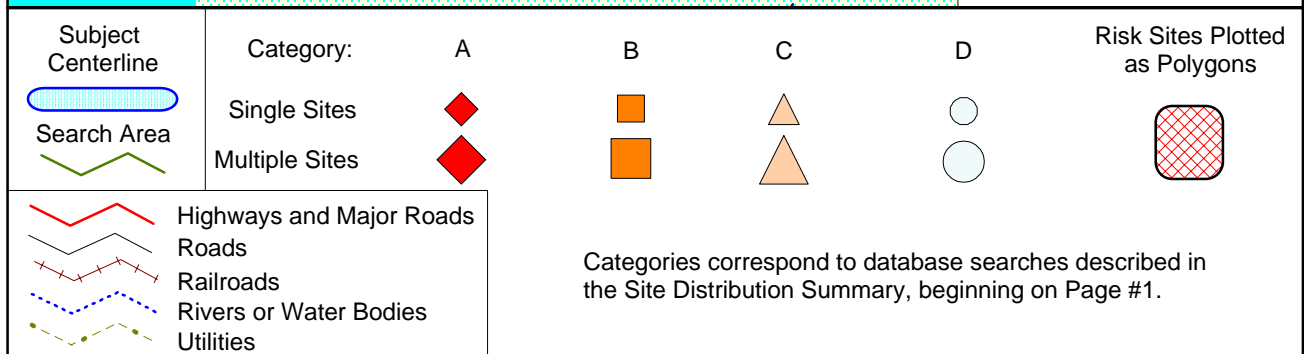 Subject
Centerline
Search Area
Category: A B C D
Single Sites
Multiple Sites
Risk Sites Plotted
as Polygons
Highways and Major Roads
Roads
Railroads
Rivers or Water Bodies
Utilities
Categories correspond to database searches described in
the Site Distribution Summary, beginning on Page #1.